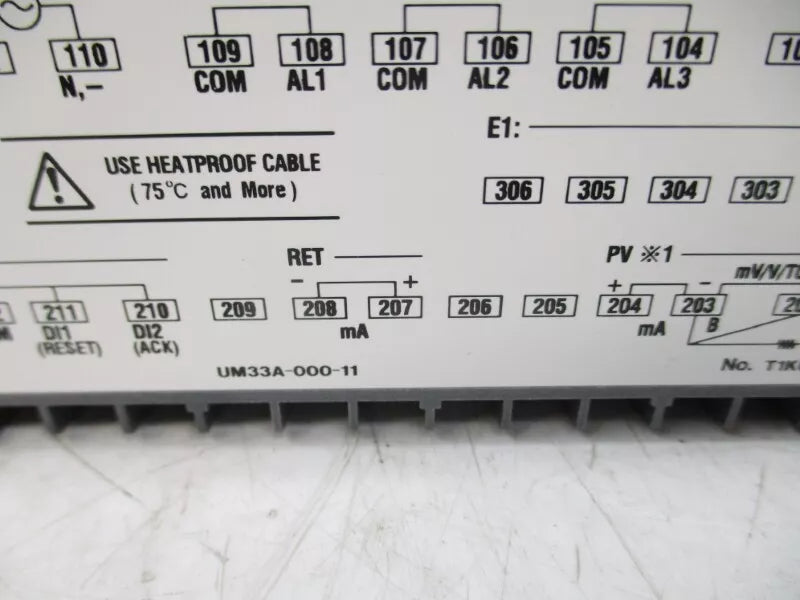 110 109 108 107 106 105 104
N,- COM AL1 COM AL2 COM AL3
E1:
USE HEATPROOF CABLE
(75°C and More)
306 305 304 303
RET PV ※1
mV/V/TC
- + + -
211 210 209 208 207 206 205 204 203
DI1 DI2 mA mA B
(RESET) (ACK)
UM33A-000-11 No.